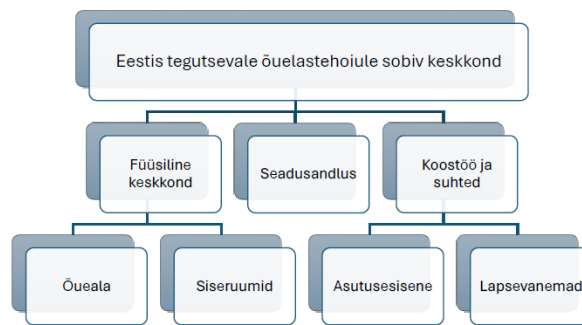 Eestis tegutsevale õuelastehoiule sobiv keskkond
Füüsiline
keskkond
Seadusandlus
Koostöö ja
suhted
Õueala
Siseruumid
Asutusesisene
Lapsevanemad